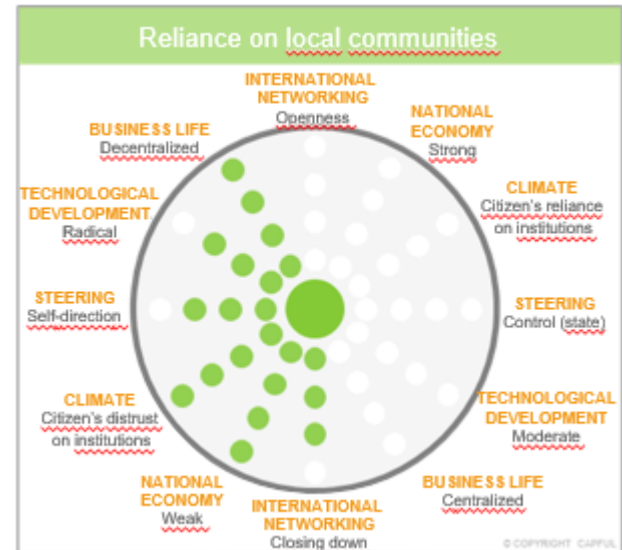 Reliance on local communities
INTERNATIONAL
NETWORKING
Openness
NATIONAL
ECONOMY
Strong
CLIMATE
Citizen's reliance
on institutions
STEERING
Control (state)
TECHNOLOGICAL
DEVELOPMENT
Moderate
BUSINESS LIFE
Centralized
INTERNATIONAL
NETWORKING
Closing down
NATIONAL
ECONOMY
Weak
CLIMATE
Citizen's distrust
on institutions
STEERING
Self-direction
TECHNOLOGICAL
DEVELOPMENT
Radical
BUSINESS LIFE
Decentralized
© COPYRIGHT CAPFUL